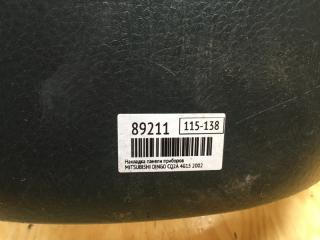 89211 115-138
Накладка панели приборов
MITSUBISHI DINGO CQ2A 4G15 2002